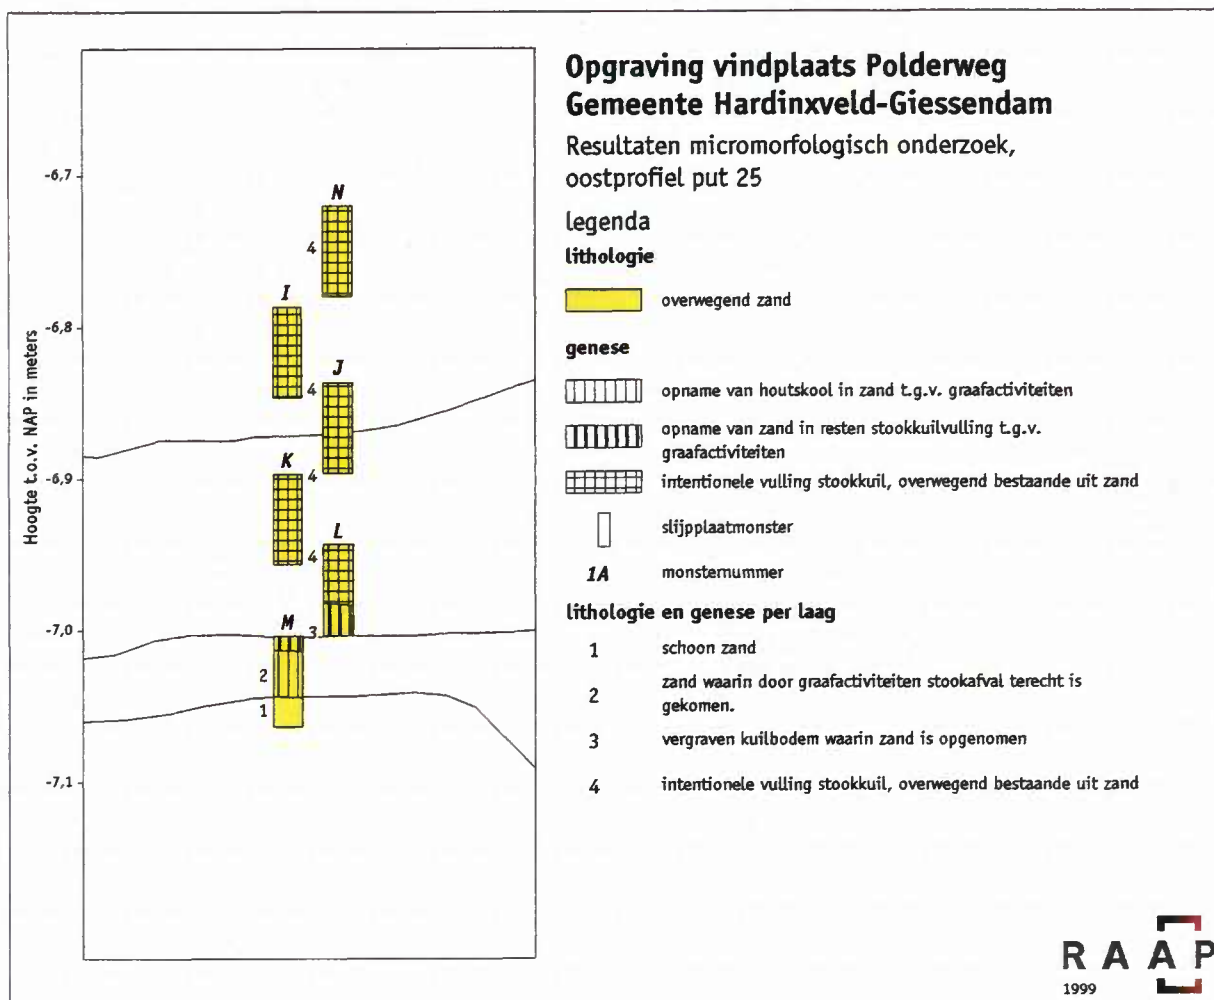 Opgraving vindplaats Polderweg
Gemeente Hardinxveld-Giessendam
Resultaten micromorfologisch onderzoek,
oostprofiel put 25
legenda
lithologie
overwegend zand
genese
opname van houtskool in zand t.g.v. graafactiviteiten
opname van zand in resten stookkuilvulling t.g.v.
graafactiviteiten
intentionele vulling stookkuil, overwegend bestaande uit zand
slijpplaatmonster
1A monsternummer
lithologie en genese per laag
1 schoon zand
2 zand waarin door graafactiviteiten stookafval terecht is
gekomen.
3 vergraven kuilbodem waarin zand is opgenomen
4 intentionele vulling stookkuil, overwegend bestaande uit zand
Hoogte t.o.v. NAP in meters
-6,7
-6,8
-6,9
-7,0
-7,1
N
4
I
J
4
K
4
L
4
M
3
2
1
RAAP
1999